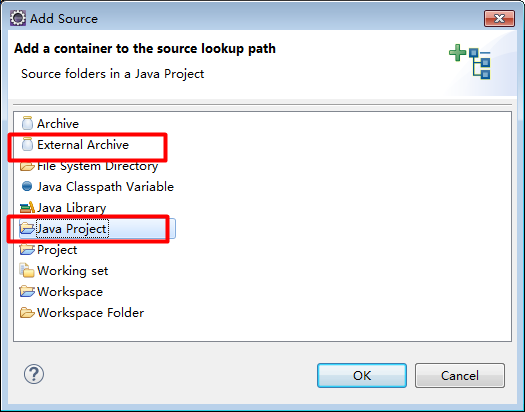 Add Source
Add a container to the source lookup path
Source folders in a Java Project
Archive
External Archive
File System Directory
Java Classpath Variable
Java Library
Java Project
Project
Working set
Workspace
Workspace Folder
?
OK
Cancel